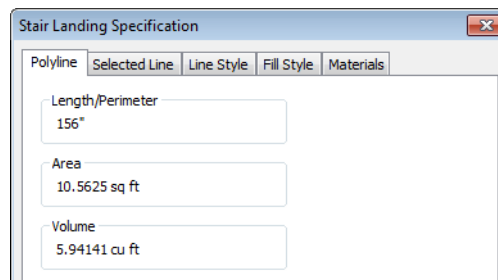 Stair Landing Specification
Polyline Selected Line Line Style Fill Style Materials
Length/Perimeter
156"
Area
10.5625 sq ft
Volume
5.94141 cu ft